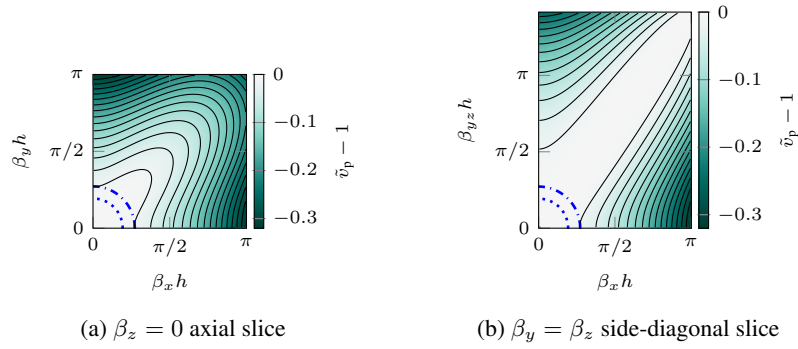 π
π/2
0
β_y h
0
π/2
π
β_x h
0
−0.1
−0.2
−0.3
ṽ_p − 1
(a) β_z = 0 axial slice
π
π/2
0
β_yz h
0
π/2
π
β_x h
0
−0.1
−0.2
−0.3
ṽ_p − 1
(b) β_y = β_z side-diagonal slice